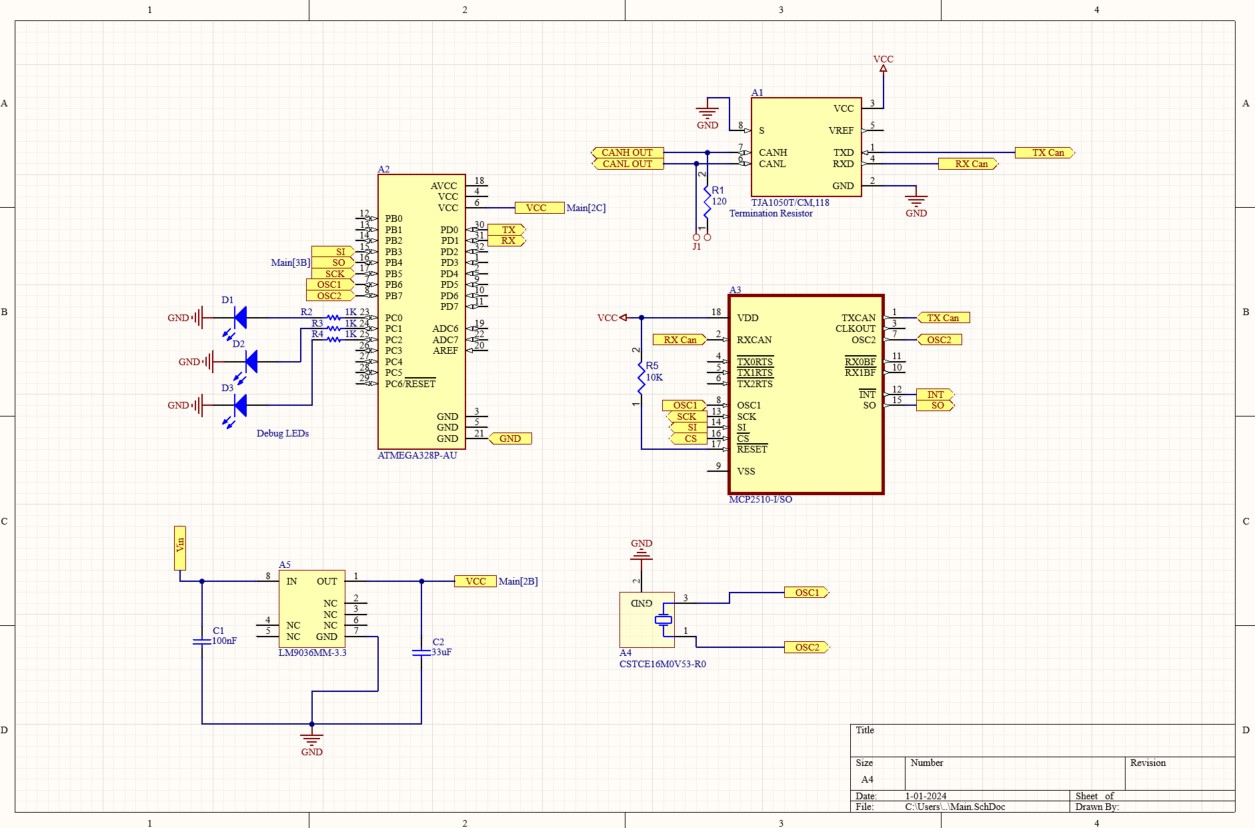 1 2 3 4
A
B
C
D
A
B
C
D
1 2 3 4
VCC
A1
GND
S 8
CANH 7
CANL 6
VCC 3
VREF 5
TXD 1
RXD 4
GND 2
CANH OUT
CANL OUT
TX Can
RX Can
GND
TJA1050T/CM,118
Termination Resistor
R1
120
2
1
J1
A2
AVCC 18
VCC 4
VCC 6
VCC Main[2C]
12 PB0
13 PB1
14 PB2
SI 15 PB3
Main[3B] SO 16 PB4
SCK 17 PB5
OSC1 7 PB6
OSC2 8 PB7
PD0 30 TX
PD1 31 RX
PD2 32
PD3 1
PD4 2
PD5 9
PD6 10
PD7 11
23 PC0
24 PC1
25 PC2
26 PC3
27 PC4
28 PC5
29 PC6/RESET
ADC6 19
ADC7 22
AREF 20
GND 3
GND 5
GND 21 GND
ATMEGA328P-AU
GND D1 R2 1K
GND D2 R3 1K
GND D3 R4 1K
Debug LEDs
A3
VCC
18 VDD
RX Can 2 RXCAN
4 TX0RTS
5 TX1RTS
6 TX2RTS
OSC1 8 OSC1
SCK 13 SCK
SI 14 SI
CS 16 CS
17 RESET
9 VSS
TXCAN 1 TX Can
CLKOUT 3
OSC2 7 OSC2
RX0BF 11
RX1BF 10
INT 12 INT
SO 15 SO
MCP2510-I/SO
2
R5
10K
1
Vin
A5
8 IN OUT 1
NC 2
NC 3
4 NC NC 6
5 NC GND 7
LM9036MM-3.3
VCC Main[2B]
C1
100nF
C2
33uF
GND
GND
2
GND
3 OSC1
1 OSC2
A4
CSTCE16M0V53-R0
Title
Size Number Revision
A4
Date: 1-01-2024 Sheet of
File: C:\Users\..\Main.SchDoc Drawn By: